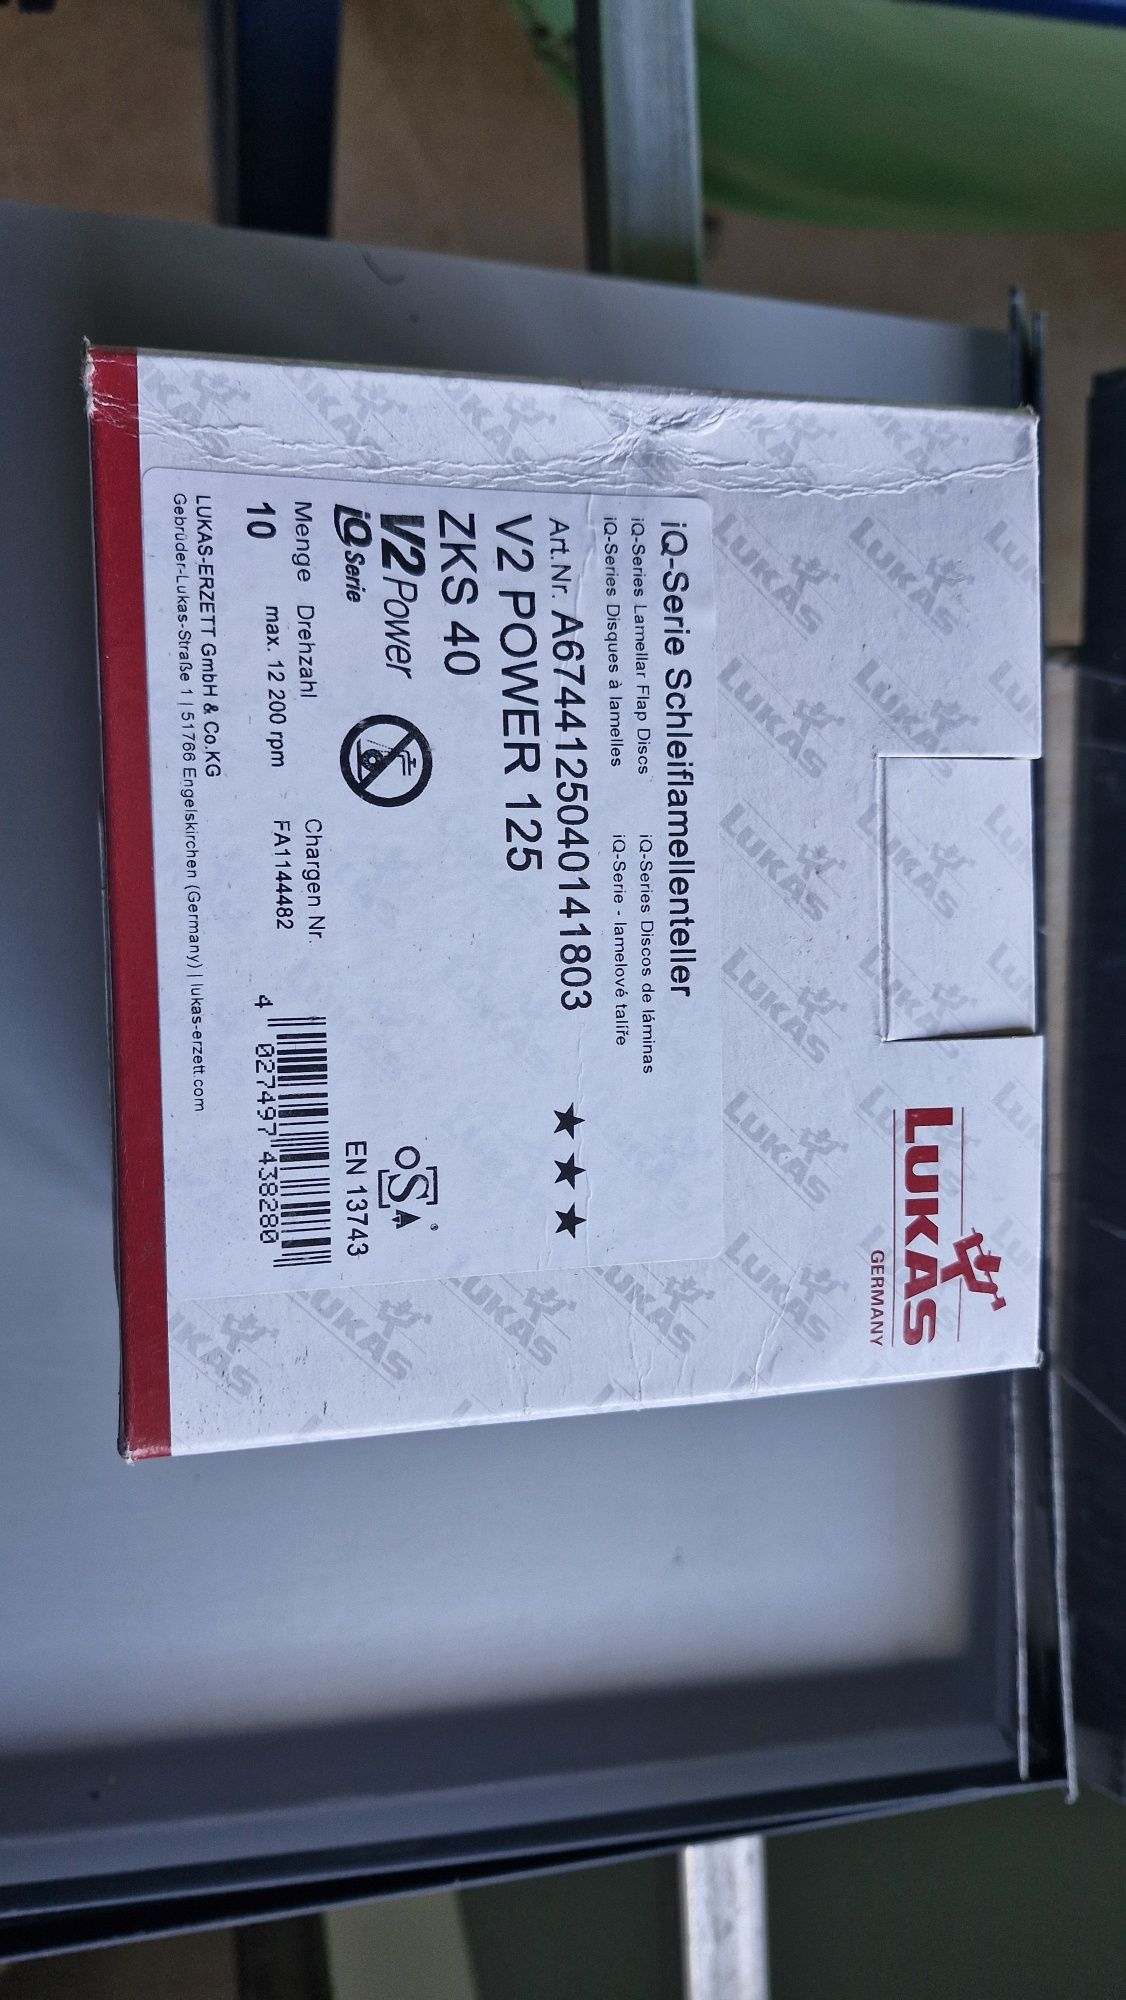 LUKAS
GERMANY
iQ-Serie Schleiflamellenteller
iQ-Series Lamellar Flap Discs iQ-Series Discos de láminas
iQ-Series Disques à lamelles iQ-Serie - lamelové talíře
Art.Nr. A6744125040141803 ★ ★ ★
V2 POWER 125
ZKS 40
V2 Power
iQ Serie
oSa®
EN 13743
Menge Drehzahl Chargen Nr.
10 max. 12 200 rpm FA1144482
4 027497 438280
LUKAS-ERZETT GmbH & Co.KG
Gebrüder-Lukas-Straße 1 | 51766 Engelskirchen (Germany) | lukas-erzett.com